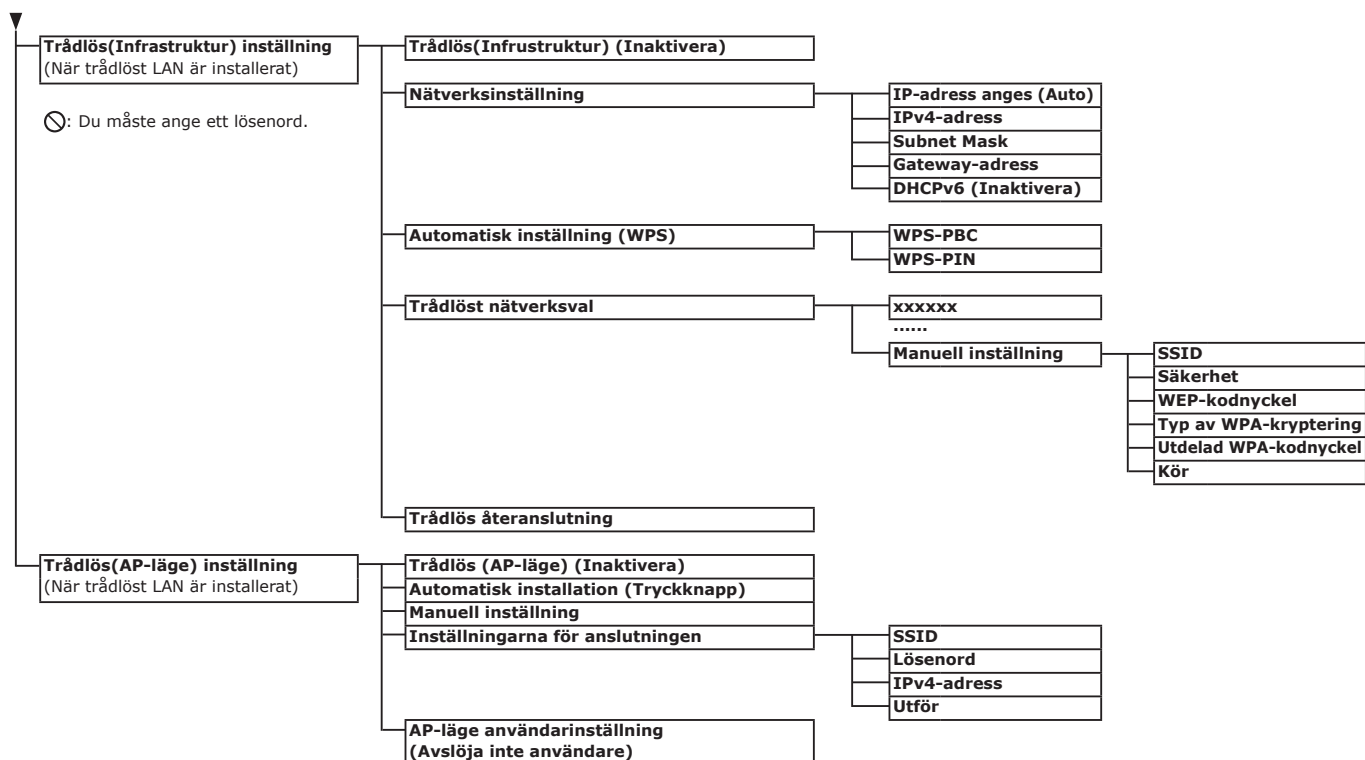 Trådlös(Infrastruktur) inställning
(När trådlöst LAN är installerat)
: Du måste ange ett lösenord.
Trådlös(Infrustruktur) (Inaktivera)
Nätverksinställning
IP-adress anges (Auto)
IPv4-adress
Subnet Mask
Gateway-adress
DHCPv6 (Inaktivera)
Automatisk inställning (WPS)
WPS-PBC
WPS-PIN
Trådlöst nätverksval
xxxxxx
......
Manuell inställning
SSID
Säkerhet
WEP-kodnyckel
Typ av WPA-kryptering
Utdelad WPA-kodnyckel
Kör
Trådlös återanslutning
Trådlös(AP-läge) inställning
(När trådlöst LAN är installerat)
Trådlös (AP-läge) (Inaktivera)
Automatisk installation (Tryckknapp)
Manuell inställning
Inställningarna för anslutningen
SSID
Lösenord
IPv4-adress
Utför
AP-läge användarinställning
(Avslöja inte användare)